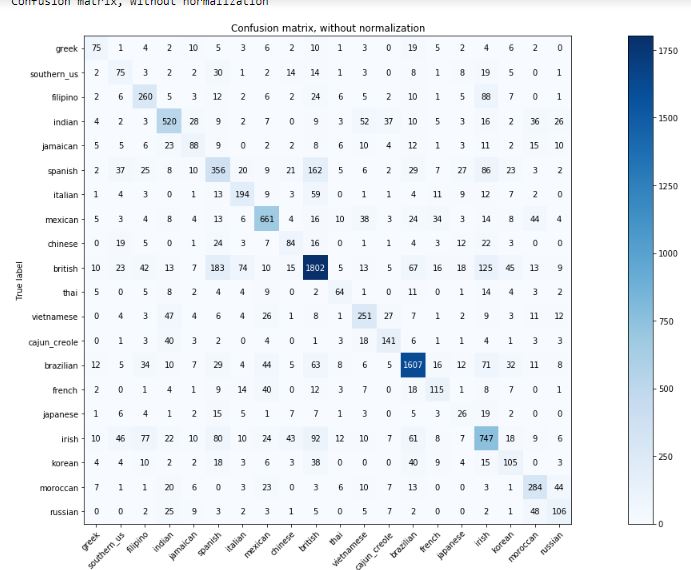 Confusion matrix, without normalization
Confusion matrix, without normalization
greek 75 1 4 2 10 5 3 6 2 10 1 3 0 19 5 2 4 6 2 0
southern_us 2 75 3 2 2 30 1 2 14 14 1 3 0 8 1 8 19 5 0 1
filipino 2 6 260 5 3 12 2 6 2 24 6 5 2 10 1 5 88 7 0 1
indian 4 2 3 520 28 9 2 7 0 9 3 52 37 10 5 3 16 2 36 26
jamaican 5 5 6 23 88 9 0 2 2 8 6 10 4 12 1 3 11 2 15 10
spanish 2 37 25 8 10 356 20 9 21 162 5 6 2 29 7 27 86 23 3 2
italian 1 4 3 0 1 13 194 9 3 59 0 1 1 4 11 9 12 7 2 0
mexican 5 3 4 8 4 13 6 661 4 16 10 38 3 24 34 3 14 8 44 4
chinese 0 19 5 0 1 24 3 7 84 16 0 1 1 4 3 12 22 3 0 0
british 10 23 42 13 7 183 74 10 15 1802 5 13 5 67 16 18 125 45 13 9
thai 5 0 5 8 2 4 4 9 0 2 64 1 0 11 0 1 14 4 3 2
vietnamese 0 4 3 47 4 6 4 26 1 8 1 251 27 7 1 2 9 3 11 12
cajun_creole 0 1 3 40 3 2 0 4 0 1 3 18 141 6 1 1 4 1 3 3
brazilian 12 5 34 10 7 29 4 44 5 63 8 6 5 1607 16 12 71 32 11 8
french 2 0 1 4 1 9 14 40 0 12 3 7 0 18 115 1 8 7 0 1
japanese 1 6 4 1 2 15 5 1 7 7 1 3 0 5 3 26 19 2 0 0
irish 10 46 77 22 10 80 10 24 43 92 12 10 7 61 8 7 747 18 9 6
korean 4 4 10 2 2 18 3 6 3 38 0 0 0 40 9 4 15 105 0 3
moroccan 7 1 1 20 6 0 3 23 0 3 6 10 7 13 0 0 3 1 284 44
russian 0 0 2 25 9 3 2 3 1 5 0 5 7 2 0 0 2 1 48 106
True label
greek
southern_us
filipino
indian
jamaican
spanish
italian
mexican
chinese
british
thai
vietnamese
cajun_creole
brazilian
french
japanese
irish
korean
moroccan
russian
1750
1500
1250
1000
750
500
250
0